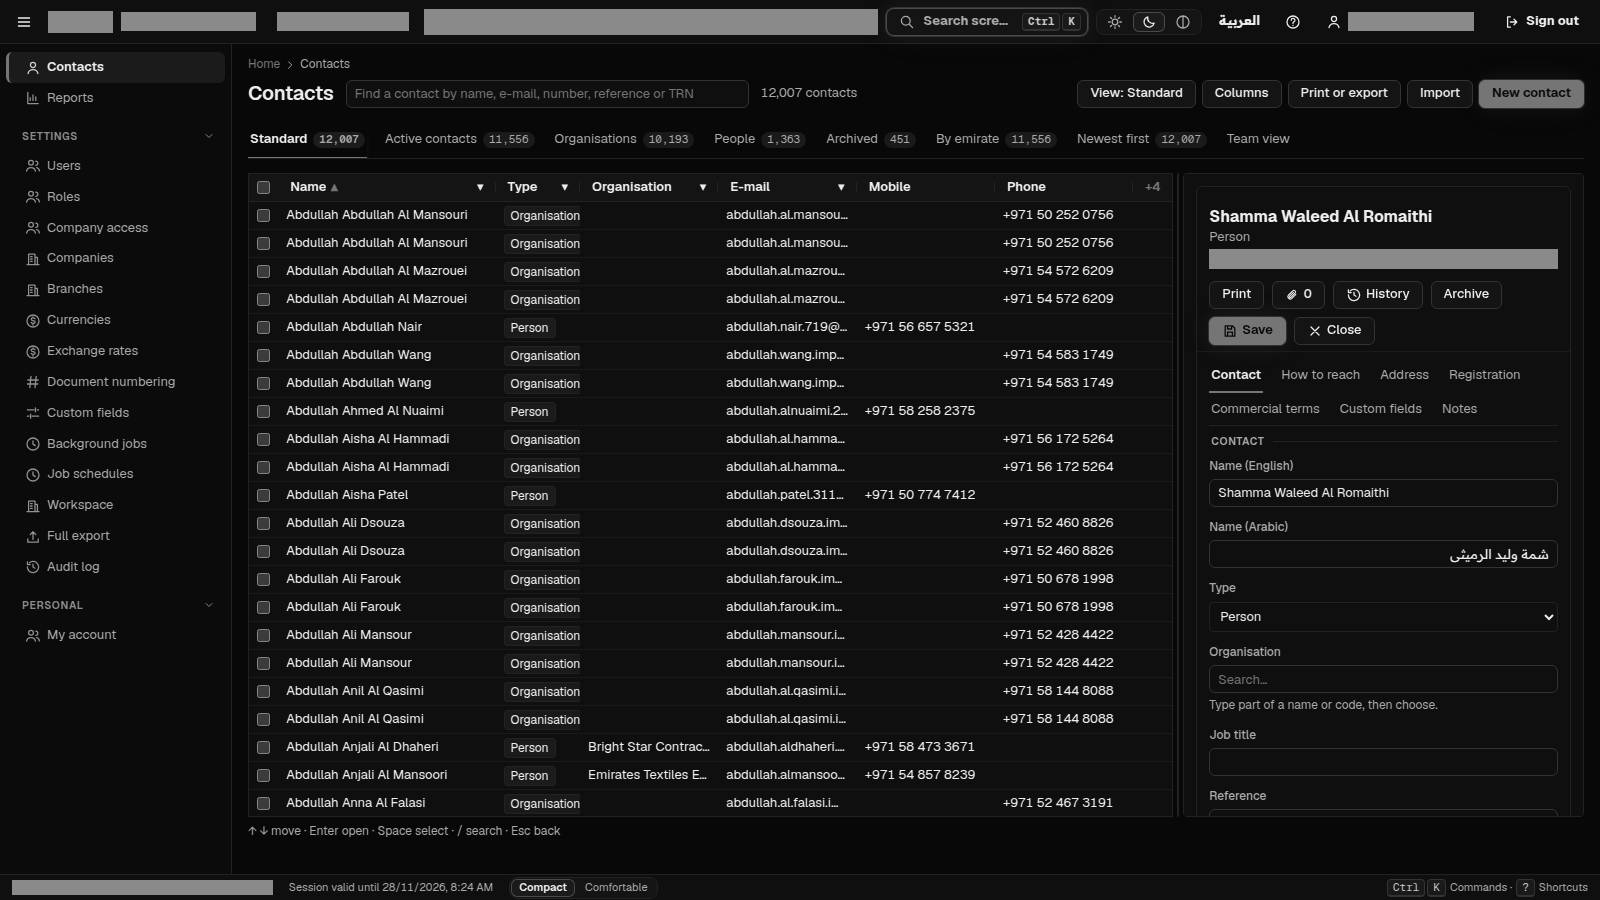 Search scre... Ctrl K العربية Sign out
Contacts
Reports
SETTINGS
Users
Roles
Company access
Companies
Branches
Currencies
Exchange rates
Document numbering
Custom fields
Background jobs
Job schedules
Workspace
Full export
Audit log
PERSONAL
My account
Home > Contacts
Contacts Find a contact by name, e-mail, number, reference or TRN 12,007 contacts View: Standard Columns Print or export Import New contact
Standard 12,007 Active contacts 11,556 Organisations 10,193 People 1,363 Archived 451 By emirate 11,556 Newest first 12,007 Team view
Name ▲ ▼ Type ▼ Organisation ▼ E-mail ▼ Mobile Phone +4
Abdullah Abdullah Al Mansouri Organisation abdullah.al.mansou... +971 50 252 0756
Abdullah Abdullah Al Mansouri Organisation abdullah.al.mansou... +971 50 252 0756
Abdullah Abdullah Al Mazrouei Organisation abdullah.al.mazrou... +971 54 572 6209
Abdullah Abdullah Al Mazrouei Organisation abdullah.al.mazrou... +971 54 572 6209
Abdullah Abdullah Nair Person abdullah.nair.719@... +971 56 657 5321
Abdullah Abdullah Wang Organisation abdullah.wang.imp... +971 54 583 1749
Abdullah Abdullah Wang Organisation abdullah.wang.imp... +971 54 583 1749
Abdullah Ahmed Al Nuaimi Person abdullah.alnuaimi.2... +971 58 258 2375
Abdullah Aisha Al Hammadi Organisation abdullah.al.hamma... +971 56 172 5264
Abdullah Aisha Al Hammadi Organisation abdullah.al.hamma... +971 56 172 5264
Abdullah Aisha Patel Person abdullah.patel.311... +971 50 774 7412
Abdullah Ali Dsouza Organisation abdullah.dsouza.im... +971 52 460 8826
Abdullah Ali Dsouza Organisation abdullah.dsouza.im... +971 52 460 8826
Abdullah Ali Farouk Organisation abdullah.farouk.im... +971 50 678 1998
Abdullah Ali Farouk Organisation abdullah.farouk.im... +971 50 678 1998
Abdullah Ali Mansour Organisation abdullah.mansour.i... +971 52 428 4422
Abdullah Ali Mansour Organisation abdullah.mansour.i... +971 52 428 4422
Abdullah Anil Al Qasimi Organisation abdullah.al.qasimi.i... +971 58 144 8088
Abdullah Anil Al Qasimi Organisation abdullah.al.qasimi.i... +971 58 144 8088
Abdullah Anjali Al Dhaheri Person Bright Star Contrac... abdullah.aldhaheri.... +971 58 473 3671
Abdullah Anjali Al Mansoori Person Emirates Textiles E... abdullah.almansoo... +971 54 857 8239
Abdullah Anna Al Falasi Organisation abdullah.al.falasi.i... +971 52 467 3191
↑↓ move · Enter open · Space select · / search · Esc back
Shamma Waleed Al Romaithi
Person
Print 0 History Archive
Save Close
Contact How to reach Address Registration
Commercial terms Custom fields Notes
CONTACT
Name (English)
Shamma Waleed Al Romaithi
Name (Arabic)
شمة وليد الرميثي
Type
Person
Organisation
Search...
Type part of a name or code, then choose.
Job title
Reference
Session valid until 28/11/2026, 8:24 AM Compact Comfortable Ctrl K Commands · ? Shortcuts